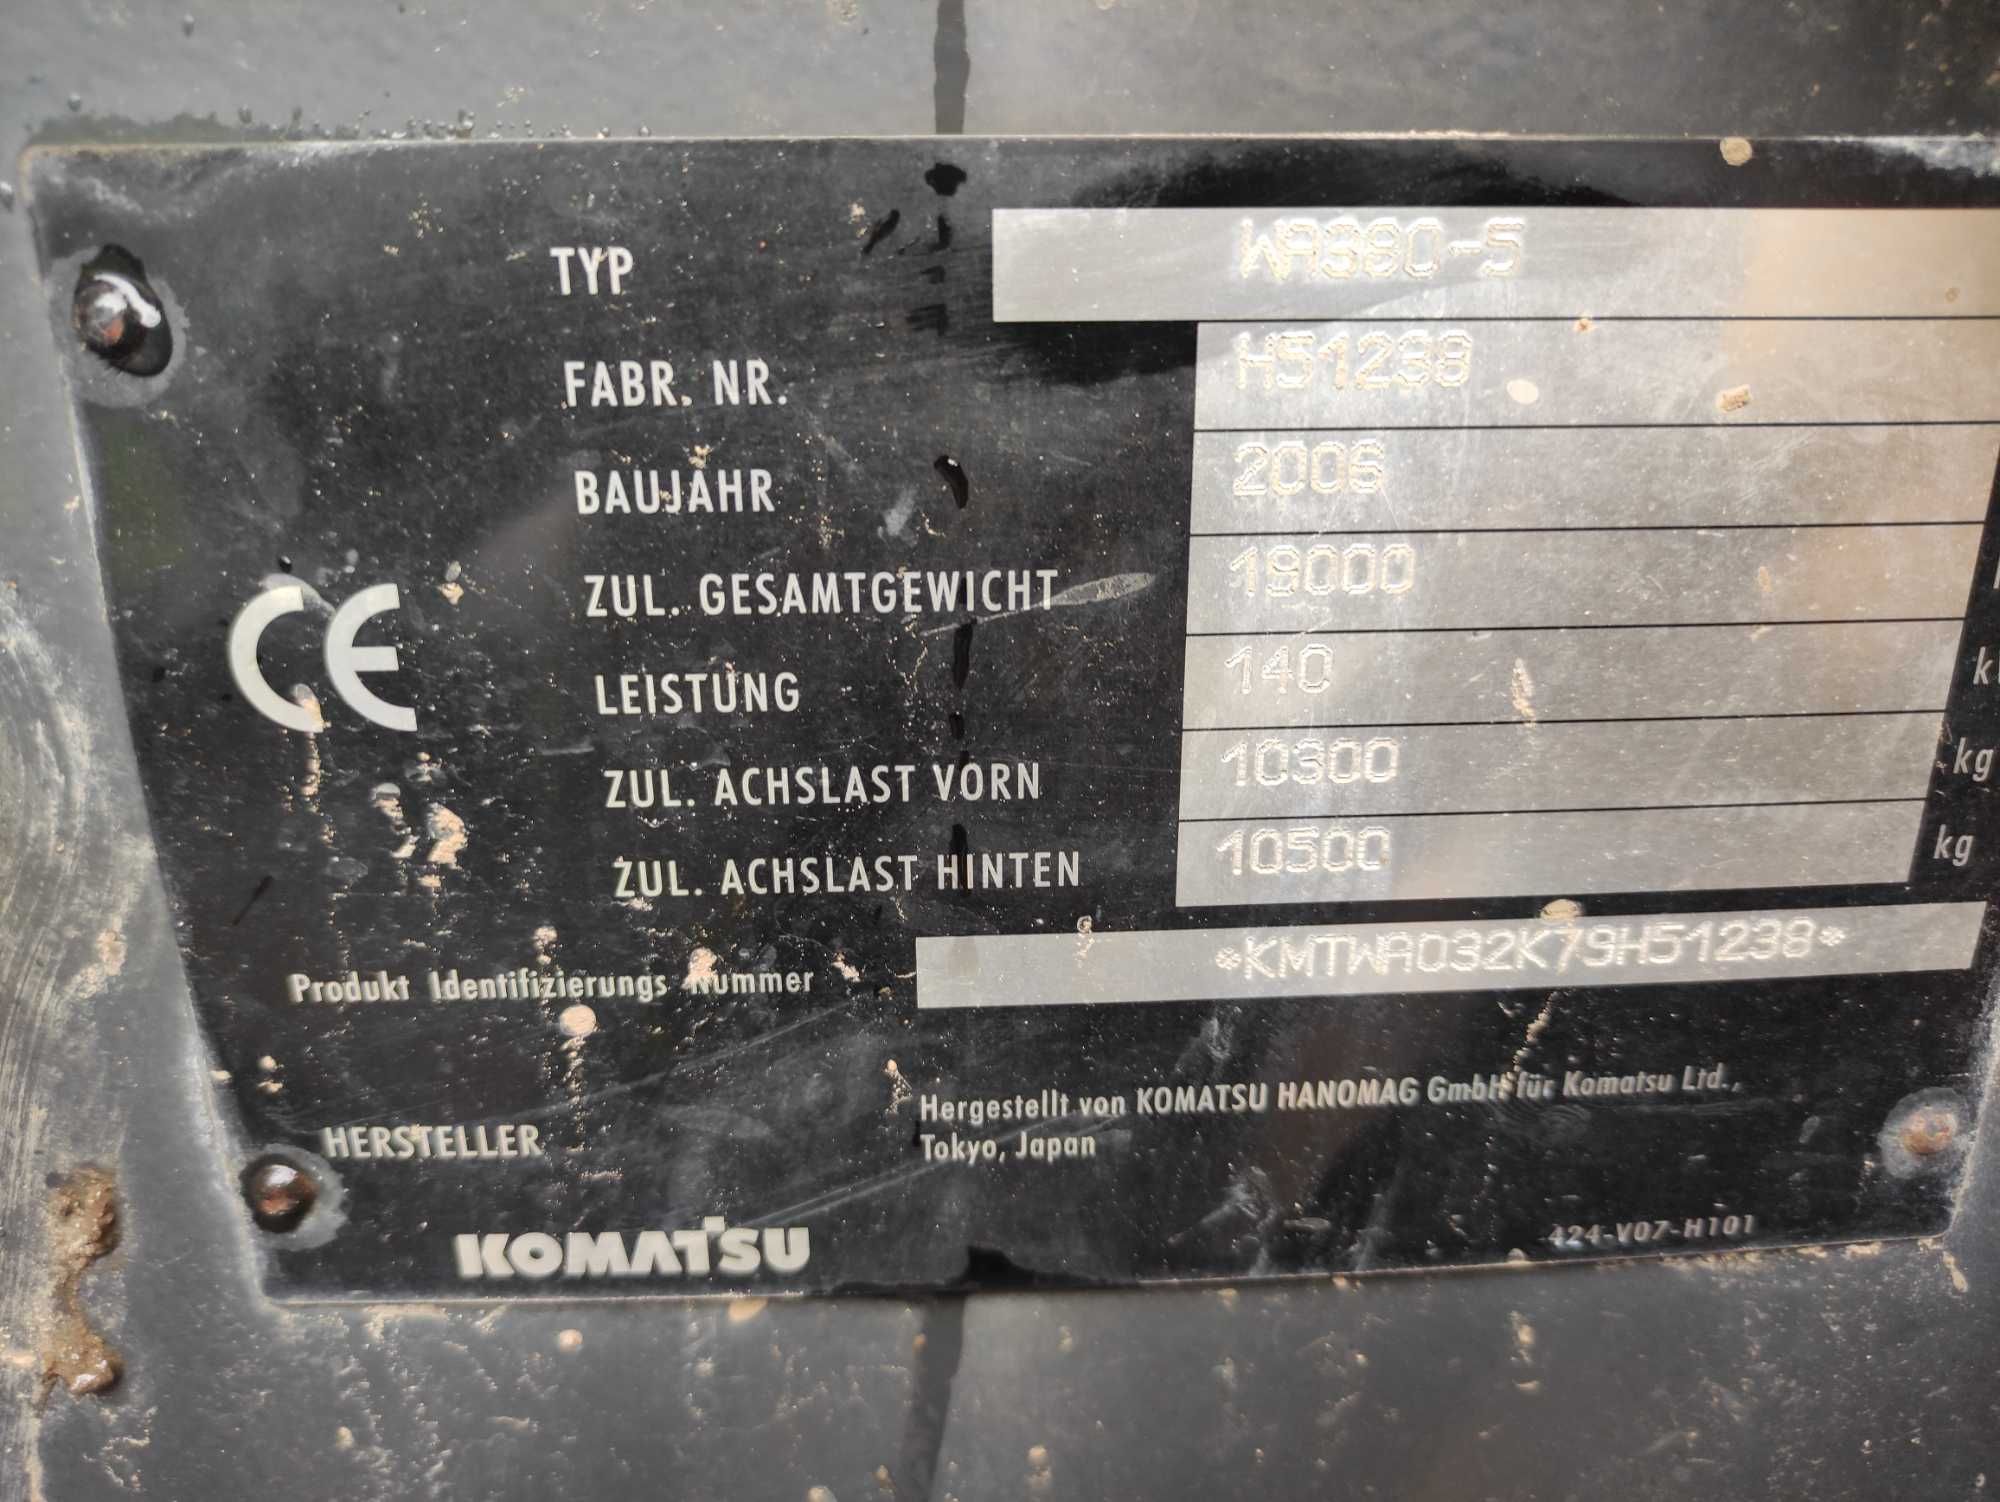 TYP WA380-5
FABR. NR. H51238
BAUJAHR 2006
ZUL. GESAMTGEWICHT 19000
LEISTUNG 140 k
ZUL. ACHSLAST VORN 10300 kg
ZUL. ACHSLAST HINTEN 10500 kg
CE
Produkt Identifizierungs Nummer *KMTWA032K79H51238*
HERSTELLER Hergestellt von KOMATSU HANOMAG GmbH für Komatsu Ltd.,
Tokyo, Japan
KOMATSU
424-V07-H101